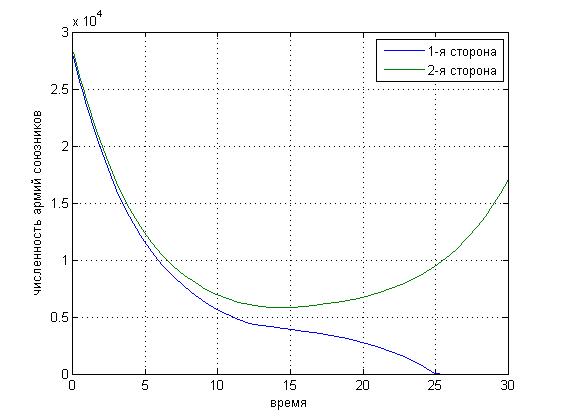 x 10⁴
3
2.5
2
1.5
1
0.5
0
0 5 10 15 20 25 30
численность армий союзников
время
1-я сторона
2-я сторона